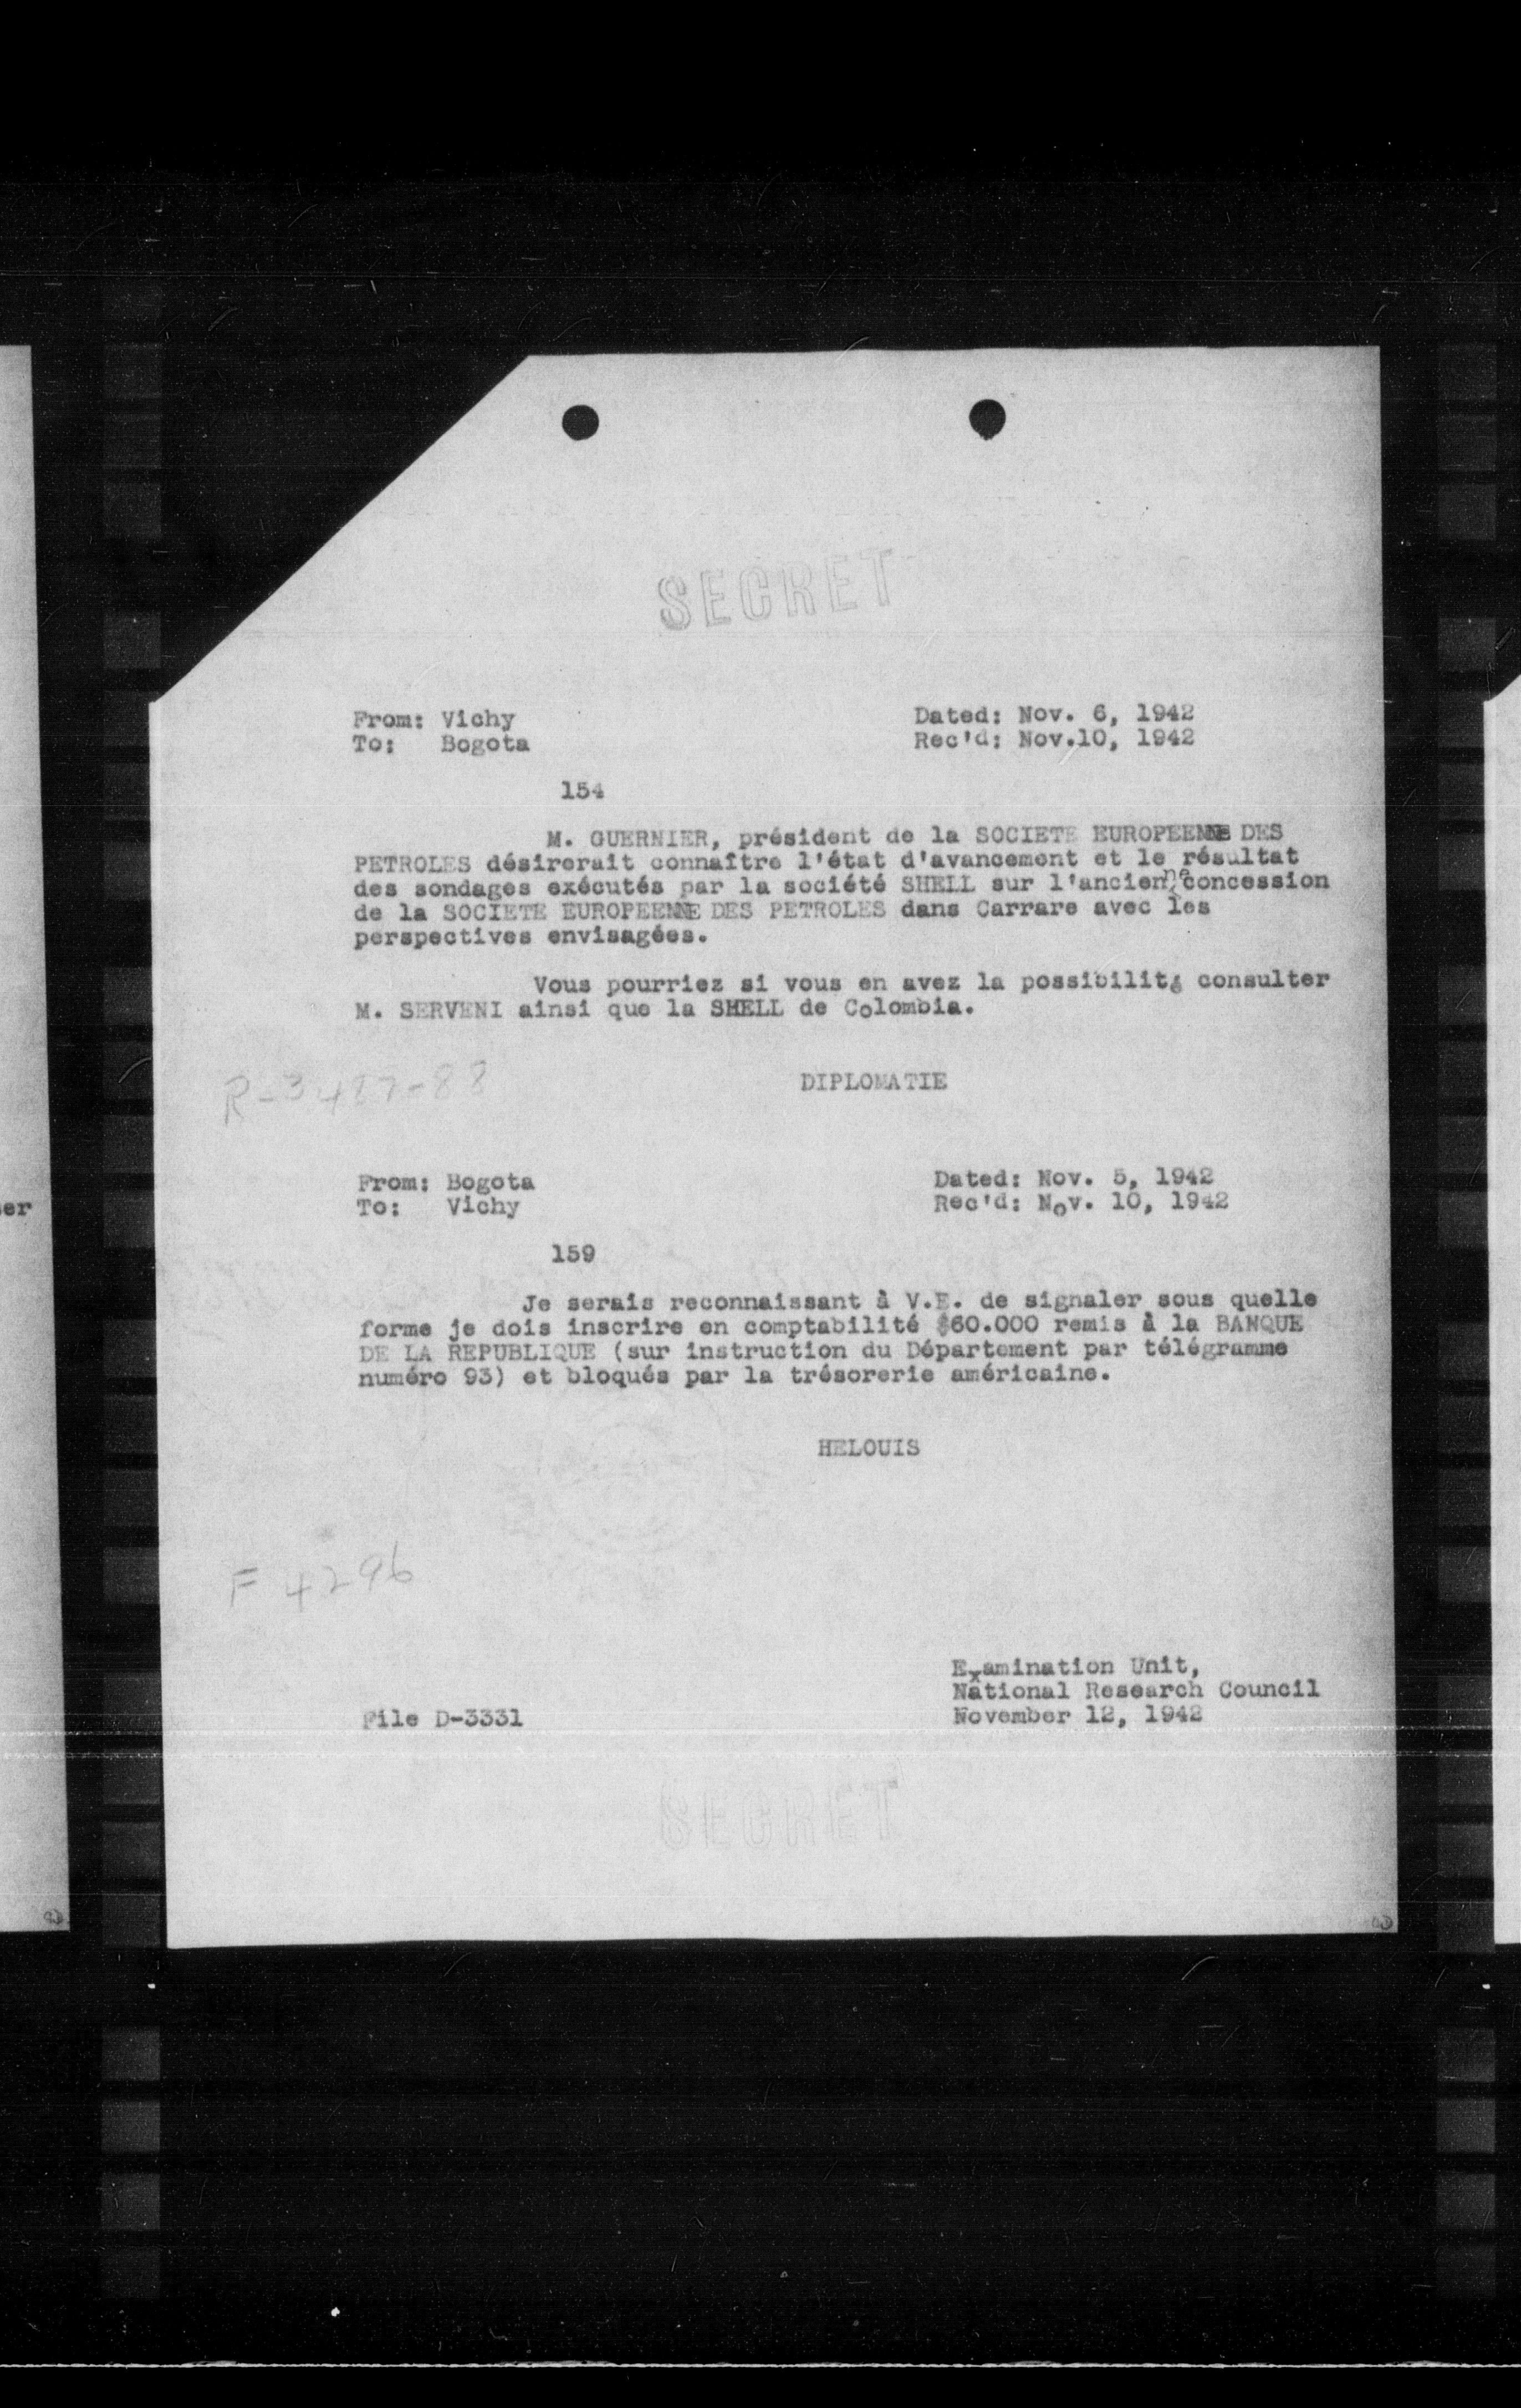 SECRET
From: Vichy
To: Bogota
Dated: Nov. 6, 1942
Rec'd: Nov.10, 1942
154
M. GUERNIER, président de la SOCIETE EUROPEENNE DES
PETROLES désirerait connaître l'état d'avancement et le résultat
des sondages exécutés par la société SHELL sur l'ancienne concession
de la SOCIETE EUROPEENNE DES PETROLES dans Carrare avec les
perspectives envisagées.
Vous pourriez si vous en avez la possibilité consulter
M. SERVENI ainsi que la SHELL de Colombia.
R-3487-88
DIPLOMATIE
From: Bogota
To: Vichy
Dated: Nov. 5, 1942
Rec'd: Nov. 10, 1942
er
159
Je serais reconnaissant à V.E. de signaler sous quelle
forme je dois inscrire en comptabilité $60.000 remis à la BANQUE
DE LA REPUBLIQUE (sur instruction du Département par télégramme
numéro 93) et bloqués par la trésorerie américaine.
HELOUIS
F 4296
Examination Unit,
National Research Council
November 12, 1942
File D-3331
SECRET